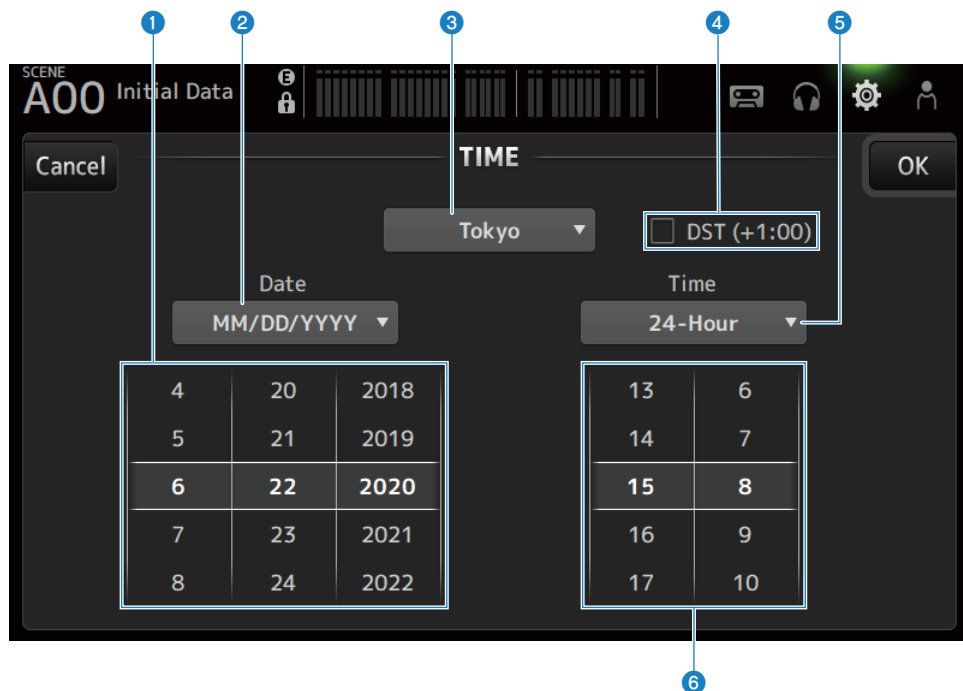 1 2 3 4 5
SCENE
A00 Initial Data E
Cancel TIME OK
Tokyo ▼ DST (+1:00)
Date Time
MM/DD/YYYY ▼ 24-Hour ▼
4 20 2018 13 6
5 21 2019 14 7
6 22 2020 15 8
7 23 2021 16 9
8 24 2022 17 10
6